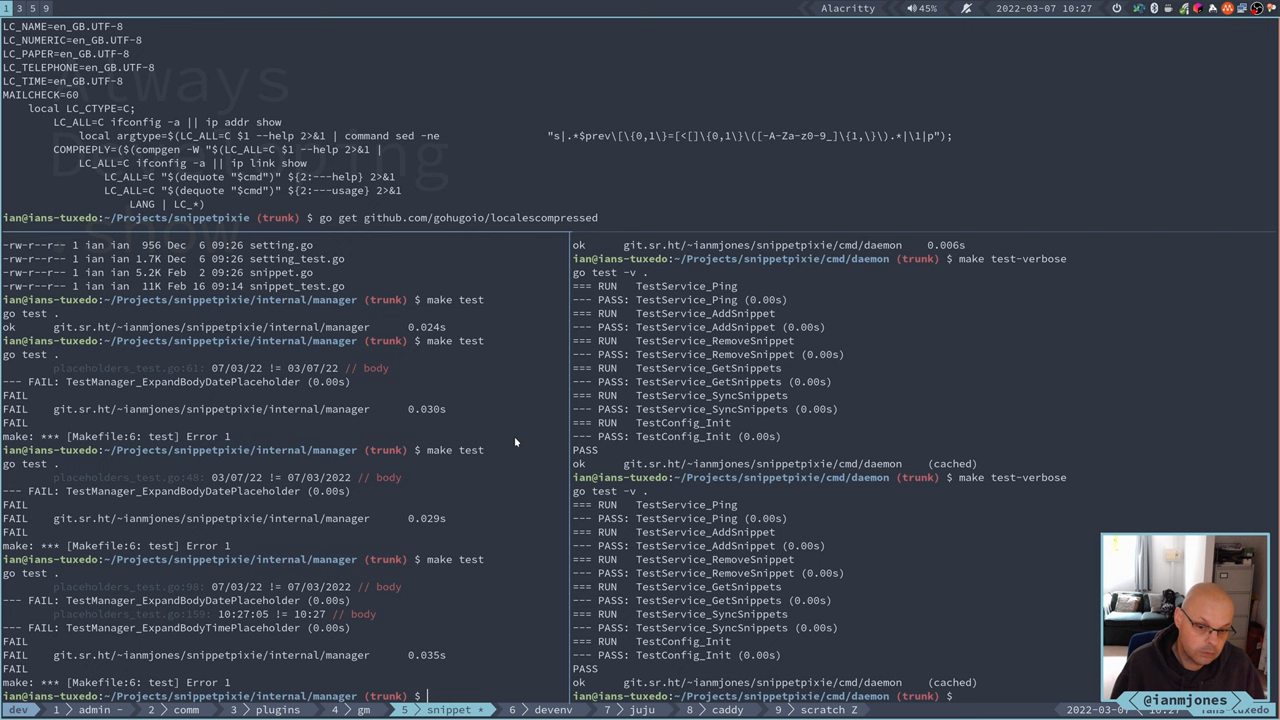 1 3 5 9
Alacritty 45% 2022-03-07 10:27
LC_NAME=en_GB.UTF-8
LC_NUMERIC=en_GB.UTF-8
LC_PAPER=en_GB.UTF-8
LC_TELEPHONE=en_GB.UTF-8
LC_TIME=en_GB.UTF-8
MAILCHECK=60
local LC_CTYPE=C;
LC_ALL=C ifconfig -a || ip addr show
local argtype=$(LC_ALL=C $1 --help 2>&1 | command sed -ne "s|.*$prev\[\{0,1\}=[<[]\{0,1\}\([-A-Za-z0-9_]\{1,\}\).*|\1|p");
COMPREPLY=($(compgen -W "$(LC_ALL=C $1 --help 2>&1 |
LC_ALL=C ifconfig -a || ip link show
LC_ALL=C "$(dequote "$cmd")" ${2:---help} 2>&1
LC_ALL=C "$(dequote "$cmd")" ${2:---usage} 2>&1
LANG | LC_*)
ian@ians-tuxedo:~/Projects/snippetpixie (trunk) $ go get github.com/gohugoio/localescompressed
-rw-r--r-- 1 ian ian 956 Dec 6 09:26 setting.go
-rw-r--r-- 1 ian ian 1.7K Dec 6 09:26 setting_test.go
-rw-r--r-- 1 ian ian 5.2K Feb 2 09:26 snippet.go
-rw-r--r-- 1 ian ian 11K Feb 16 09:14 snippet_test.go
ian@ians-tuxedo:~/Projects/snippetpixie/internal/manager (trunk) $ make test
go test .
ok git.sr.ht/~ianmjones/snippetpixie/internal/manager 0.024s
ian@ians-tuxedo:~/Projects/snippetpixie/internal/manager (trunk) $ make test
go test .
placeholders_test.go:61: 07/03/22 != 03/07/22 // body
--- FAIL: TestManager_ExpandBodyDatePlaceholder (0.00s)
FAIL
FAIL git.sr.ht/~ianmjones/snippetpixie/internal/manager 0.030s
FAIL
make: *** [Makefile:6: test] Error 1
ian@ians-tuxedo:~/Projects/snippetpixie/internal/manager (trunk) $ make test
go test .
placeholders_test.go:48: 03/07/2022 != 07/03/2022 // body
--- FAIL: TestManager_ExpandBodyDatePlaceholder (0.00s)
FAIL
FAIL git.sr.ht/~ianmjones/snippetpixie/internal/manager 0.029s
FAIL
make: *** [Makefile:6: test] Error 1
ian@ians-tuxedo:~/Projects/snippetpixie/internal/manager (trunk) $ make test
go test .
placeholders_test.go:98: 07/03/22 != 07/03/2022 // body
--- FAIL: TestManager_ExpandBodyDatePlaceholder (0.00s)
placeholders_test.go:159: 10:27:05 != 10:27 // body
--- FAIL: TestManager_ExpandBodyTimePlaceholder (0.00s)
FAIL
FAIL git.sr.ht/~ianmjones/snippetpixie/internal/manager 0.035s
FAIL
make: *** [Makefile:6: test] Error 1
ian@ians-tuxedo:~/Projects/snippetpixie/internal/manager (trunk) $
ok git.sr.ht/~ianmjones/snippetpixie/cmd/daemon 0.006s
ian@ians-tuxedo:~/Projects/snippetpixie/cmd/daemon (trunk) $ make test-verbose
go test -v .
=== RUN TestService_Ping
--- PASS: TestService_Ping (0.00s)
=== RUN TestService_AddSnippet
--- PASS: TestService_AddSnippet (0.00s)
=== RUN TestService_RemoveSnippet
--- PASS: TestService_RemoveSnippet (0.00s)
=== RUN TestService_GetSnippets
--- PASS: TestService_GetSnippets (0.00s)
=== RUN TestService_SyncSnippets
--- PASS: TestService_SyncSnippets (0.00s)
=== RUN TestConfig_Init
--- PASS: TestConfig_Init (0.00s)
PASS
ok git.sr.ht/~ianmjones/snippetpixie/cmd/daemon (cached)
ian@ians-tuxedo:~/Projects/snippetpixie/cmd/daemon (trunk) $ make test-verbose
go test -v .
=== RUN TestService_Ping
--- PASS: TestService_Ping (0.00s)
=== RUN TestService_AddSnippet
--- PASS: TestService_AddSnippet (0.00s)
=== RUN TestService_RemoveSnippet
--- PASS: TestService_RemoveSnippet (0.00s)
=== RUN TestService_GetSnippets
--- PASS: TestService_GetSnippets (0.00s)
=== RUN TestService_SyncSnippets
--- PASS: TestService_SyncSnippets (0.00s)
=== RUN TestConfig_Init
--- PASS: TestConfig_Init (0.00s)
PASS
ok git.sr.ht/~ianmjones/snippetpixie/cmd/daemon (cached)
ian@ians-tuxedo:~/Projects/snippetpixie/cmd/daemon (trunk) $
dev 1 admin - 2 comm 3 plugins 4 gm 5 snippet * 6 devenv 7 juju 8 caddy 9 scratch Z
@ianmjones